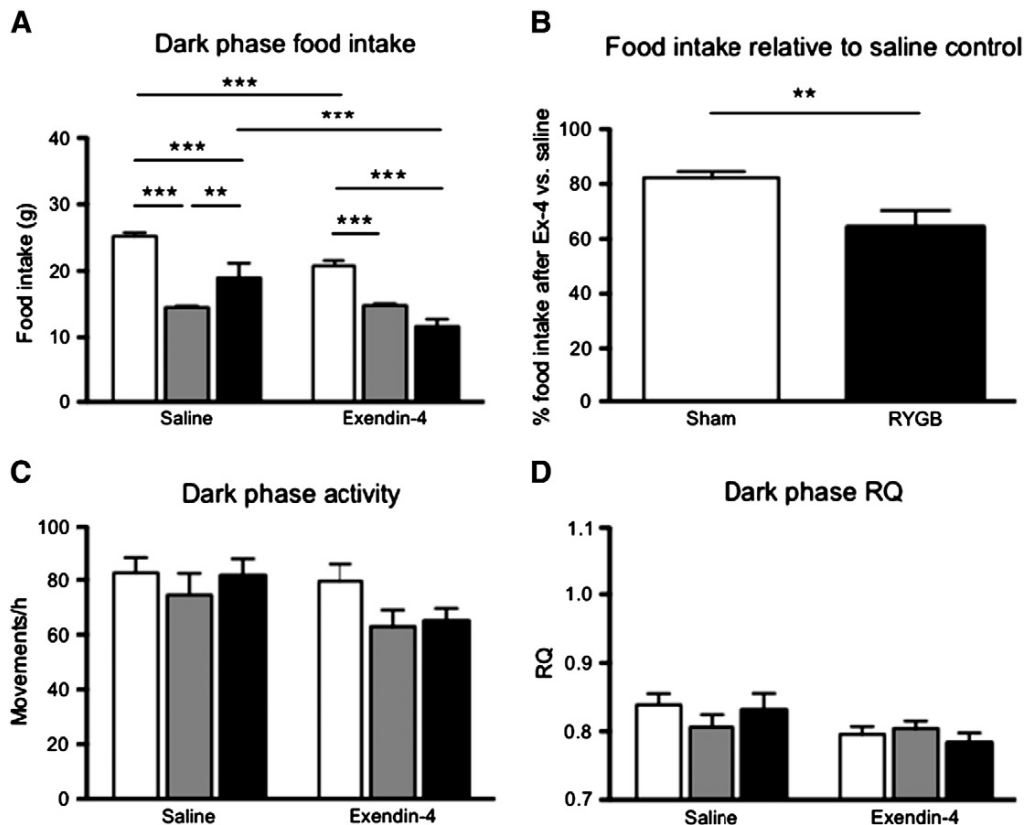 A
Dark phase food intake
***
***
***
***
***
**
***
Food intake (g)
40
30
20
10
0
Saline
Exendin-4
B
Food intake relative to saline control
**
% food intake after Ex-4 vs. saline
100
80
60
40
20
0
Sham
RYGB
C
Dark phase activity
Movements/h
100
80
60
40
20
0
Saline
Exendin-4
D
Dark phase RQ
RQ
1.1
1.0
0.9
0.8
0.7
Saline
Exendin-4